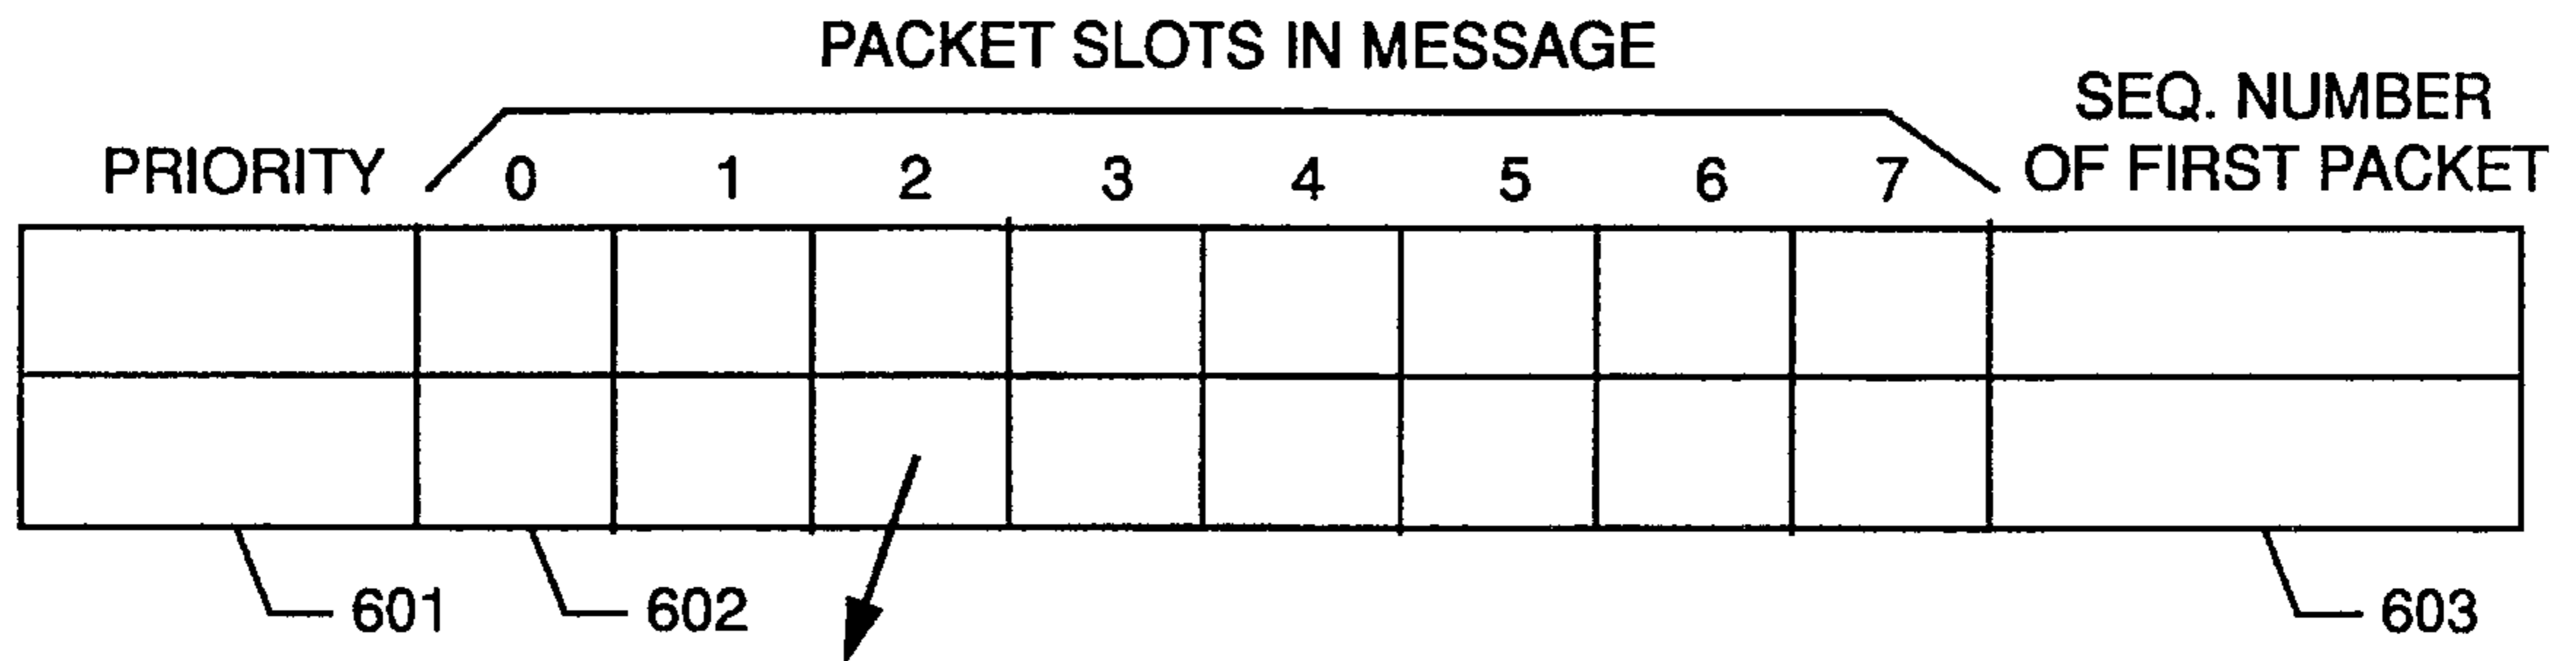 PACKET SLOTS IN MESSAGE
SEQ. NUMBER
OF FIRST PACKET
PRIORITY 0 1 2 3 4 5 6 7
601 602 603